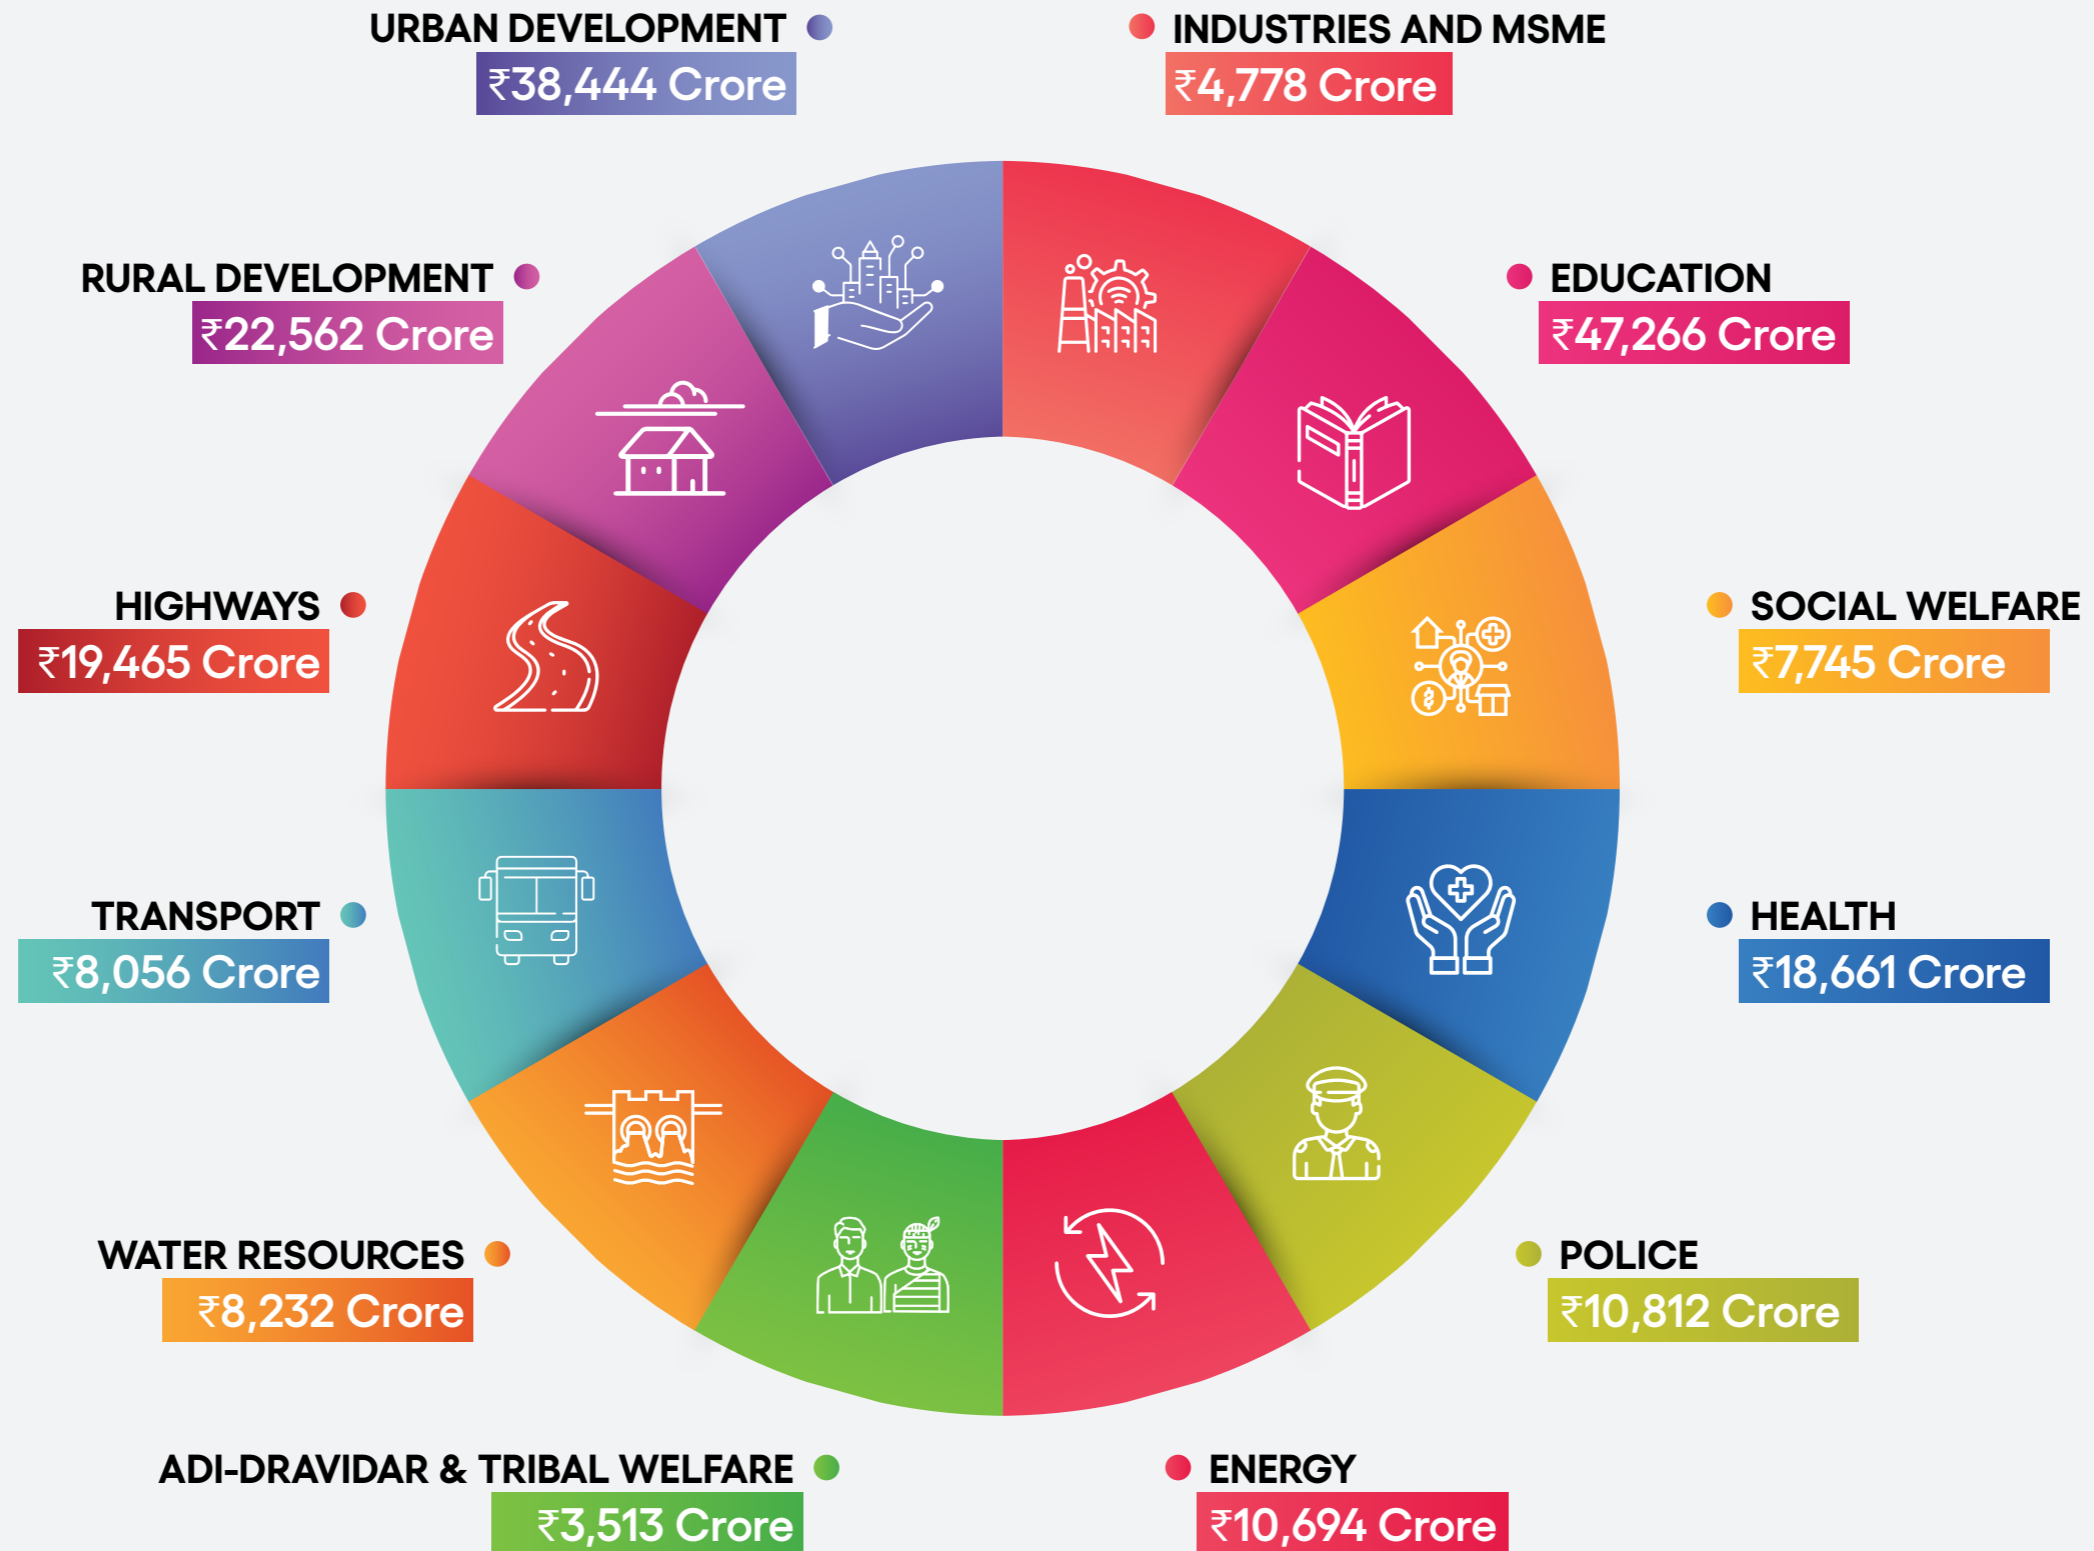 URBAN DEVELOPMENT
₹38,444 Crore
INDUSTRIES AND MSME
₹4,778 Crore
RURAL DEVELOPMENT
₹22,562 Crore
EDUCATION
₹47,266 Crore
HIGHWAYS
₹19,465 Crore
SOCIAL WELFARE
₹7,745 Crore
TRANSPORT
₹8,056 Crore
HEALTH
₹18,661 Crore
WATER RESOURCES
₹8,232 Crore
POLICE
₹10,812 Crore
ADI-DRAVIDAR & TRIBAL WELFARE
₹3,513 Crore
ENERGY
₹10,694 Crore